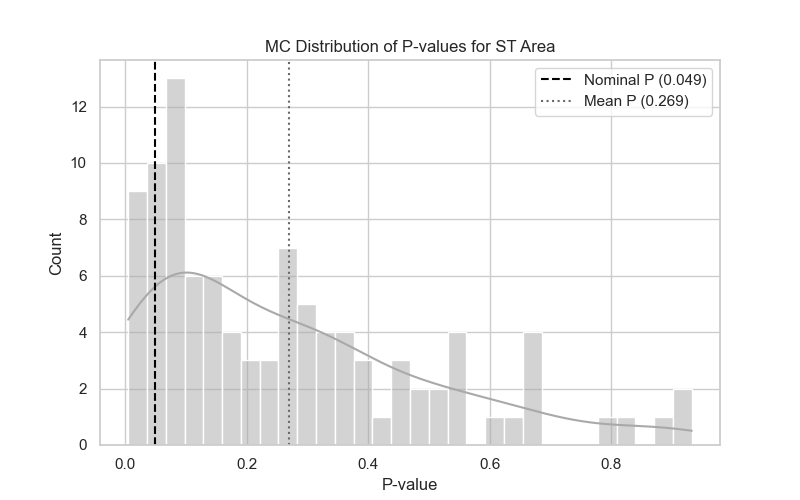 MC Distribution of P-values for ST Area
Nominal P (0.049)
Mean P (0.269)
Count
12
10
8
6
4
2
0
0.0 0.2 0.4 0.6 0.8
P-value